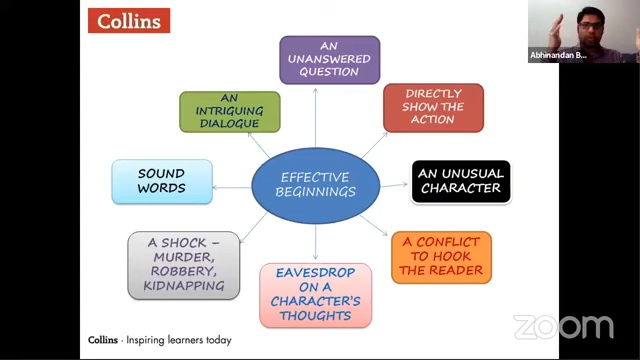 Collins
AN
UNANSWERED
QUESTION
Abhinandan B...
AN
INTRIGUING
DIALOGUE
DIRECTLY
SHOW THE
ACTION
SOUND
WORDS
EFFECTIVE
BEGINNINGS
AN UNUSUAL
CHARACTER
A SHOCK –
MURDER,
ROBBERY,
KIDNAPPING
EAVESDROP
ON A
CHARACTER'S
THOUGHTS
A CONFLICT
TO HOOK
THE READER
Collins · Inspiring learners today
zoom